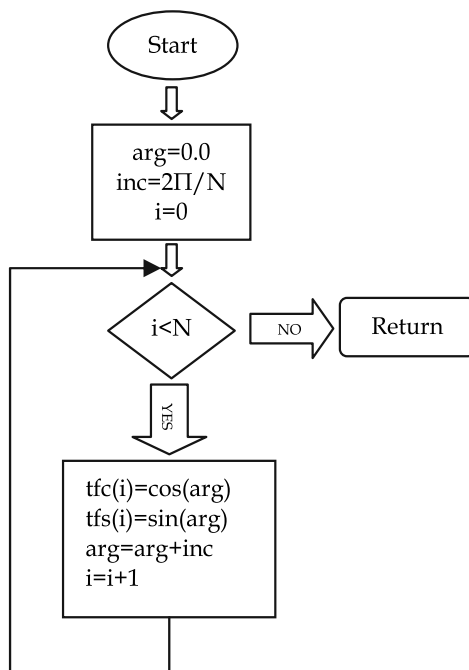 Start
arg=0.0
inc=2Π/N
i=0
i<N
NO
Return
YES
tfc(i)=cos(arg)
tfs(i)=sin(arg)
arg=arg+inc
i=i+1